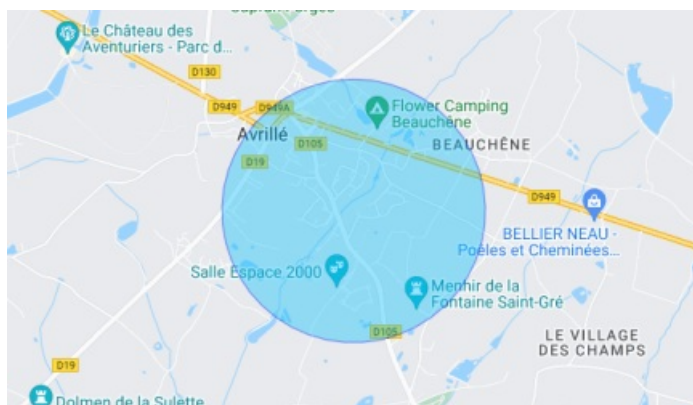 Le Château des
Aventuriers - Parc d...
D130
D949
D949A
Flower Camping
Beauchêne
Avrillé
D105
BEAUCHÊNE
D19
D949
BELLIER NEAU -
Poêles et Cheminées...
Salle Espace 2000
Menhir de la
Fontaine Saint-Gré
D105
LE VILLAGE
DES CHAMPS
D19
Dolmen de la Sulette